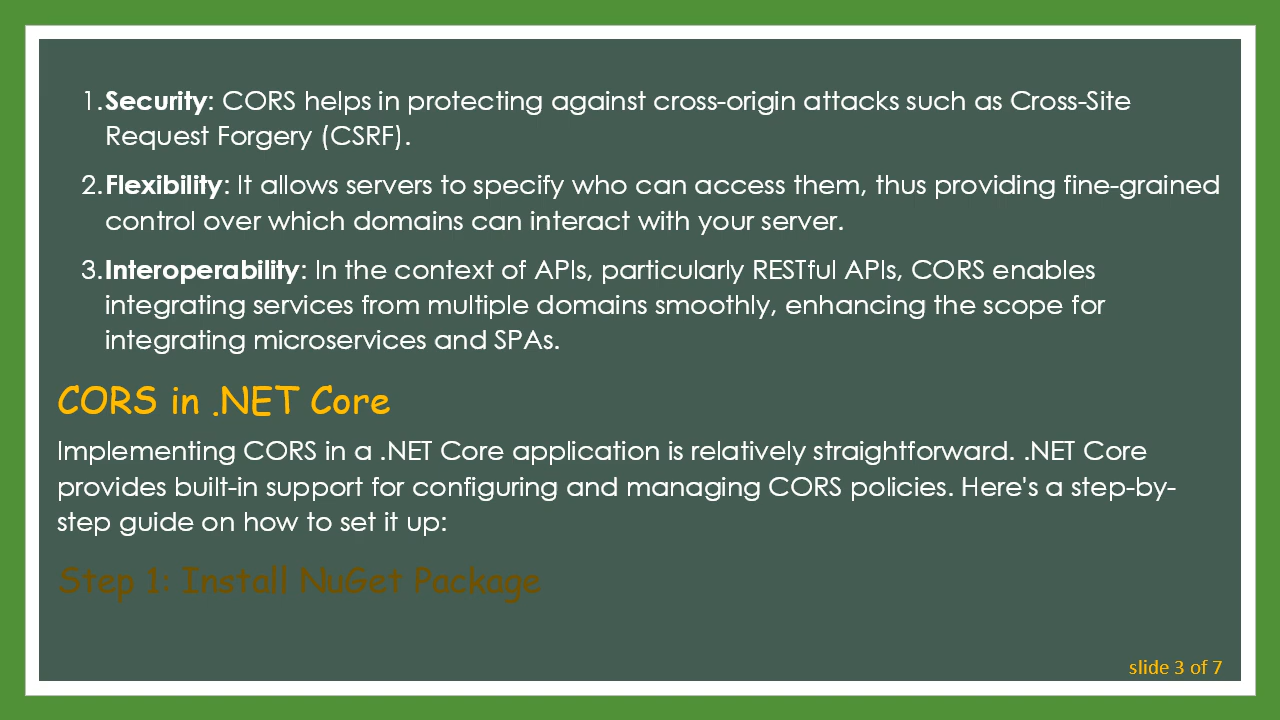 1. Security: CORS helps in protecting against cross-origin attacks such as Cross-Site
Request Forgery (CSRF).
2. Flexibility: It allows servers to specify who can access them, thus providing fine-grained
control over which domains can interact with your server.
3. Interoperability: In the context of APIs, particularly RESTful APIs, CORS enables
integrating services from multiple domains smoothly, enhancing the scope for
integrating microservices and SPAs.
CORS in .NET Core
Implementing CORS in a .NET Core application is relatively straightforward. .NET Core
provides built-in support for configuring and managing CORS policies. Here's a step-by-
step guide on how to set it up:
Step 1: Install NuGet Package
slide 3 of 7